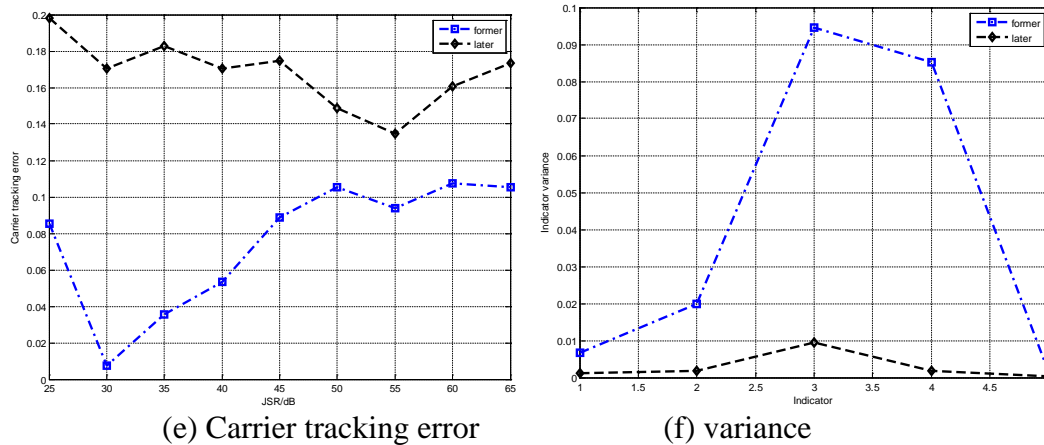 0.2
0.18
0.16
0.14
0.12
0.1
0.08
0.06
0.04
0.02
0
Carrier tracking error
former
later
25 30 35 40 45 50 55 60 65
JSR/dB
0.1
0.09
0.08
0.07
0.06
0.05
0.04
0.03
0.02
0.01
0
Indicator variance
former
later
1 1.5 2 2.5 3 3.5 4 4.5
Indicator
(e) Carrier tracking error (f) variance